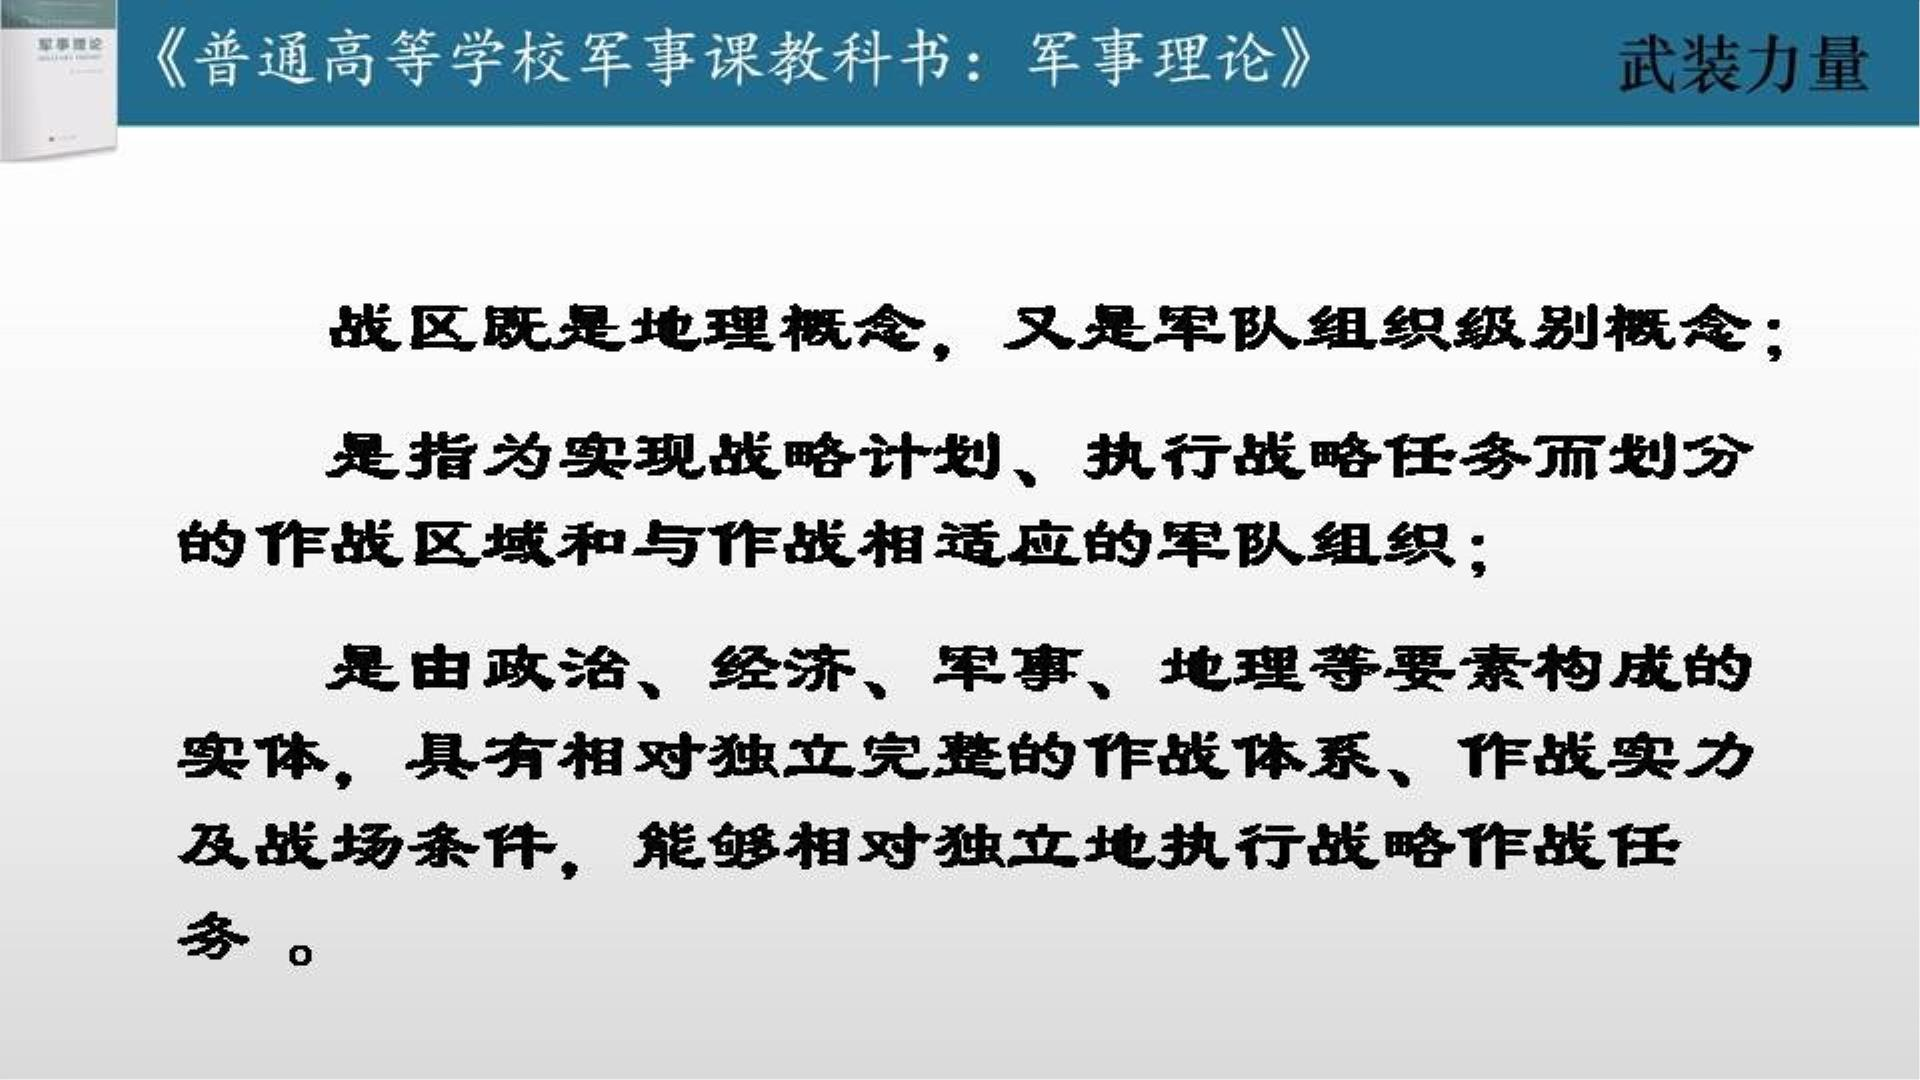 军事理论
《普通高等学校军事课教科书：军事理论》
武装力量
战区既是地理概念，又是军队组织级别概念；
是指为实现战略计划、执行战略任务而划分
的作战区域和与作战相适应的军队组织；
是由政治、经济、军事、地理等要素构成的
实体，具有相对独立完整的作战体系、作战实力
及战场条件，能够相对独立地执行战略作战任
务 。